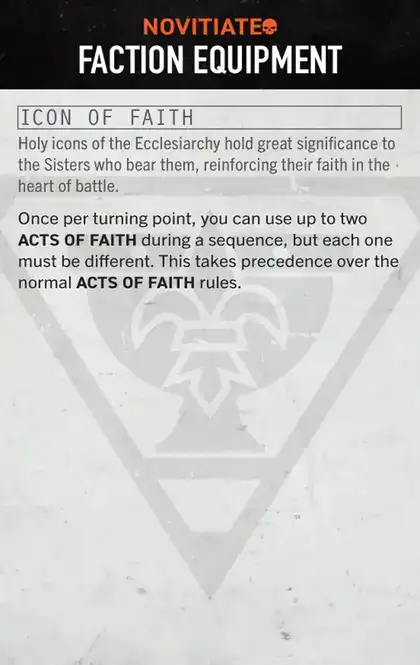 NOVITIATE
FACTION EQUIPMENT
ICON OF FAITH
Holy icons of the Ecclesiarchy hold great significance to
the Sisters who bear them, reinforcing their faith in the
heart of battle.
Once per turning point, you can use up to two
ACTS OF FAITH during a sequence, but each one
must be different. This takes precedence over the
normal ACTS OF FAITH rules.